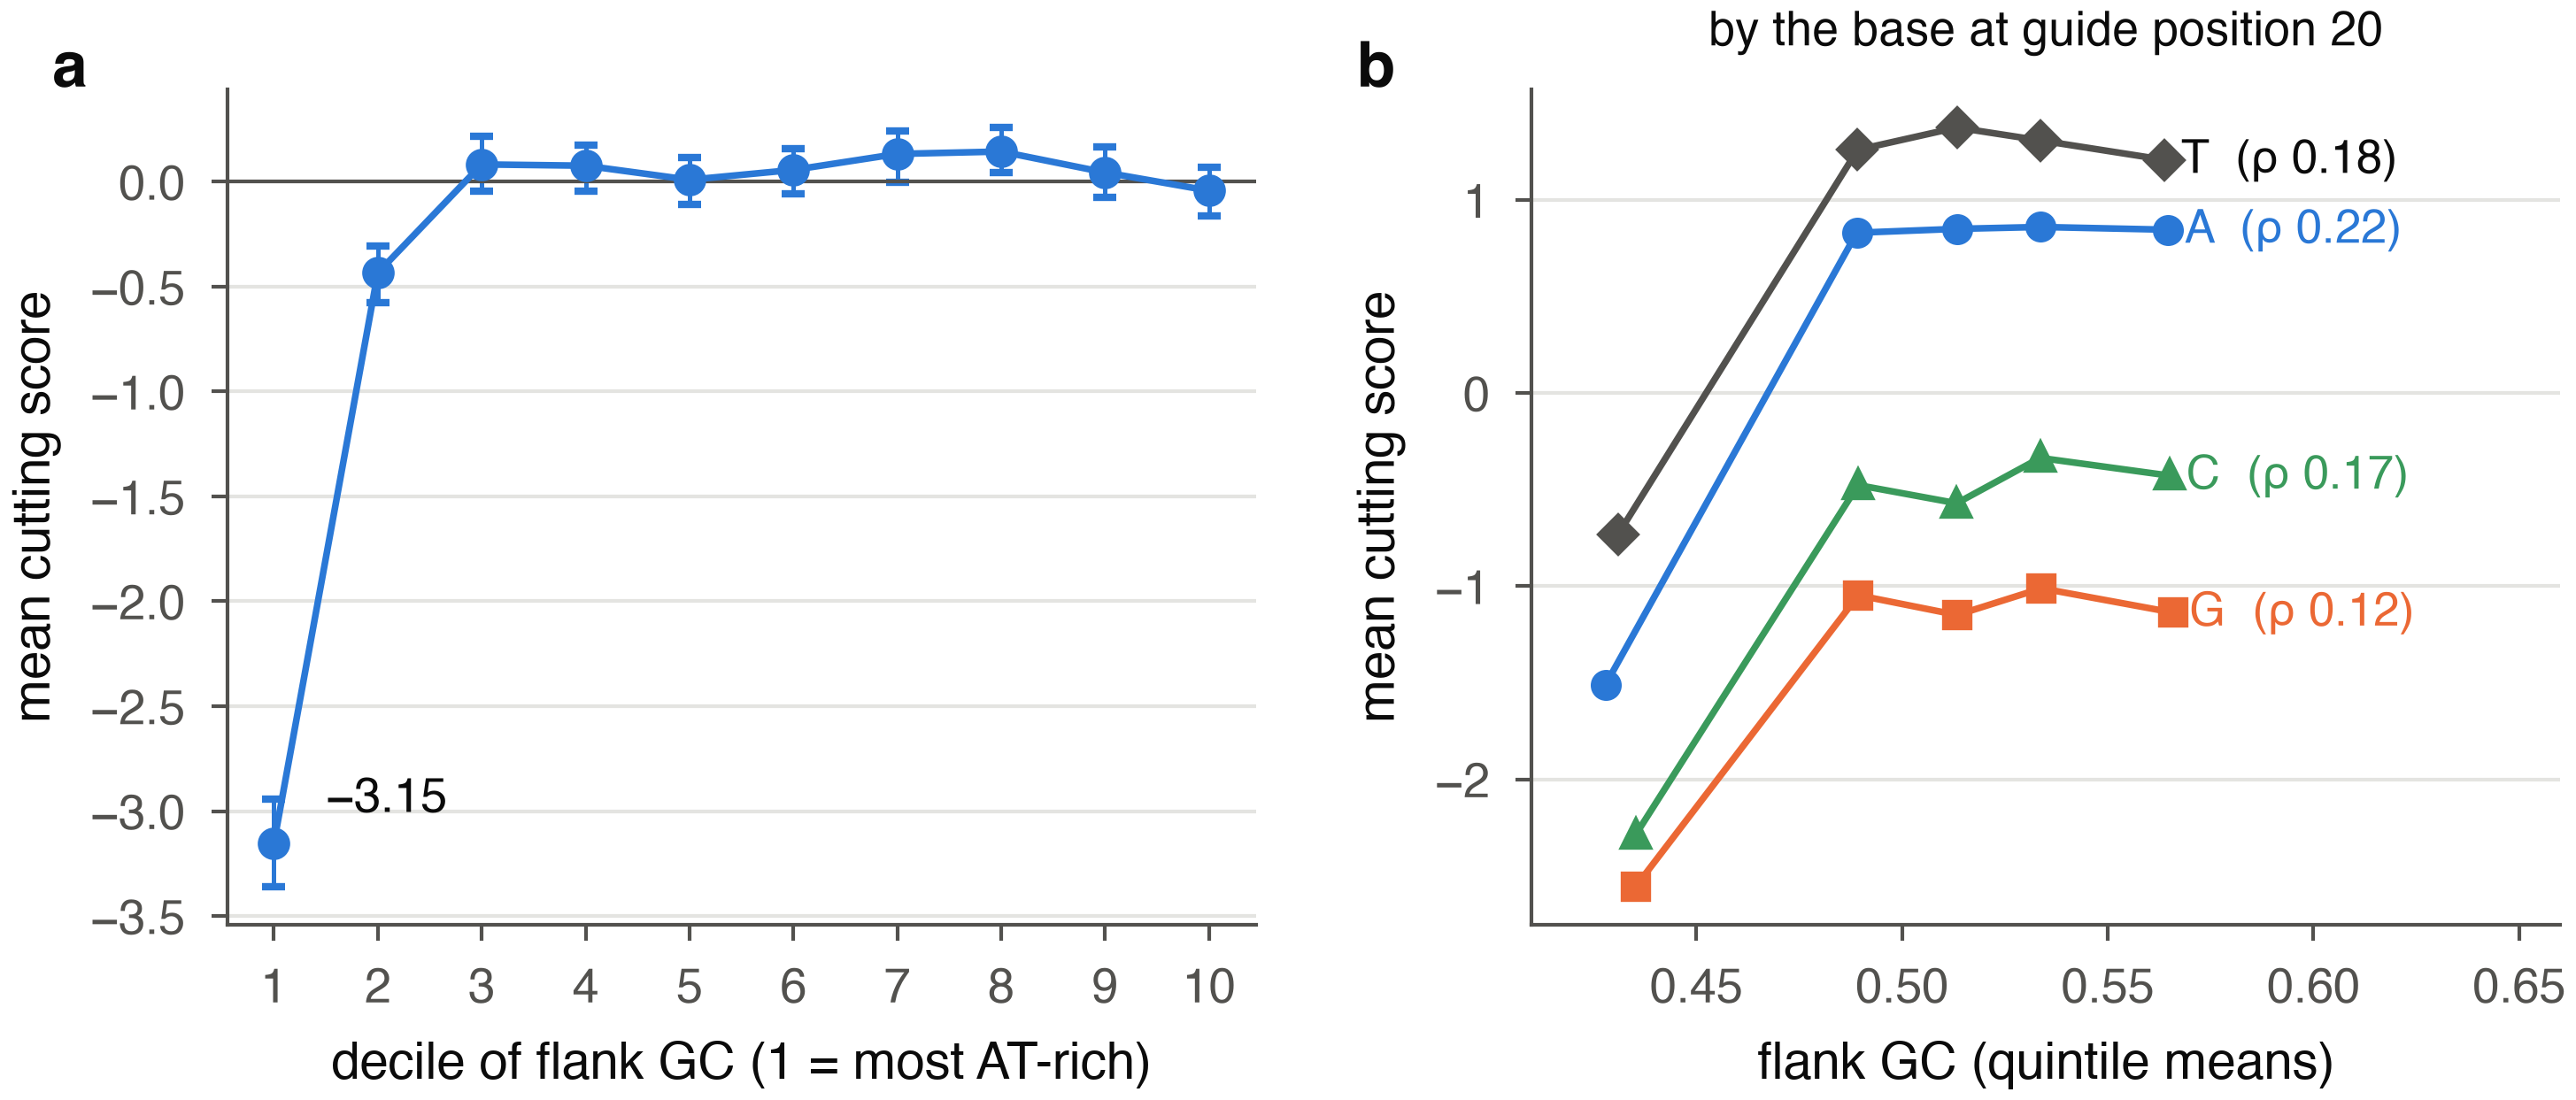 a
mean cutting score
0.0
−0.5
−1.0
−1.5
−2.0
−2.5
−3.0
−3.5
−3.15
1 2 3 4 5 6 7 8 9 10
decile of flank GC (1 = most AT-rich)
b
by the base at guide position 20
mean cutting score
1
0
−1
−2
T (ρ 0.18)
A (ρ 0.22)
C (ρ 0.17)
G (ρ 0.12)
0.45 0.50 0.55 0.60 0.65
flank GC (quintile means)